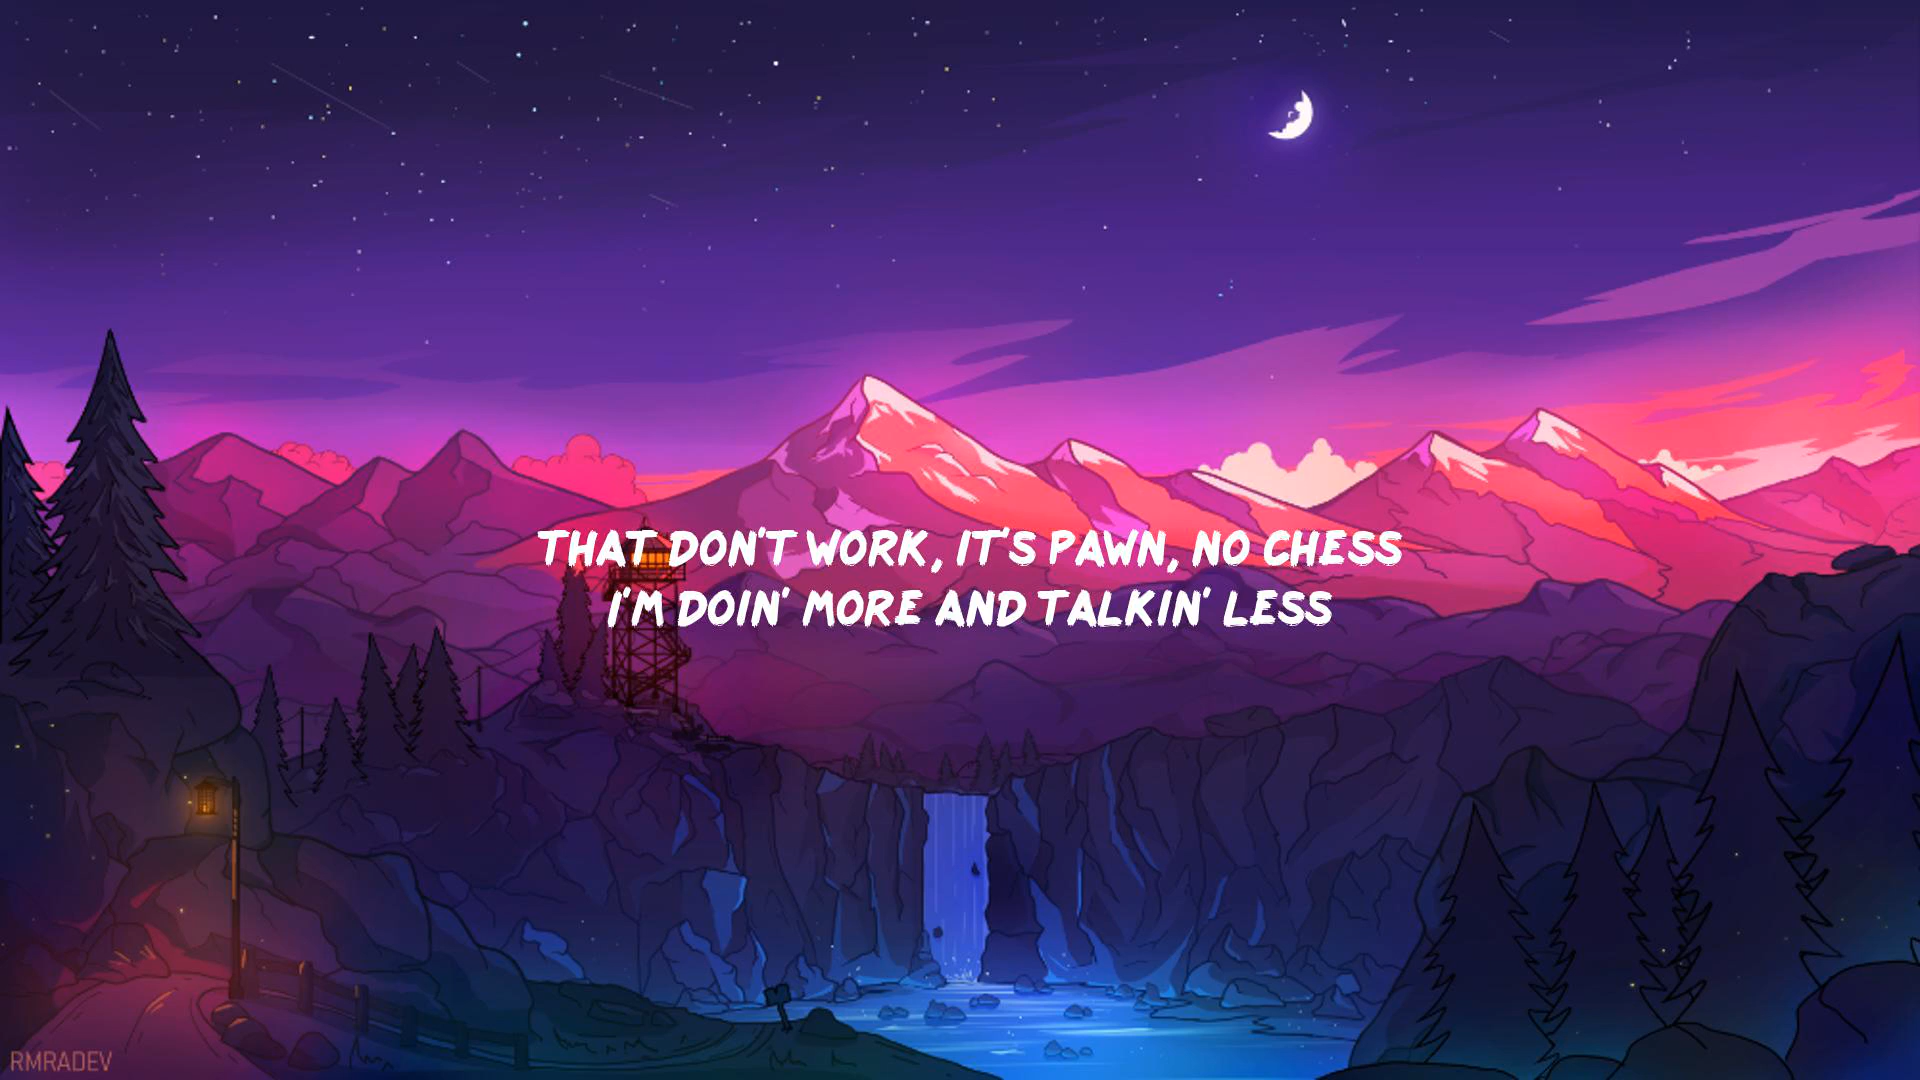 THAT DON'T WORK, IT'S PAWN, NO CHESS
I'M DOIN' MORE AND TALKIN' LESS
RMRADEV